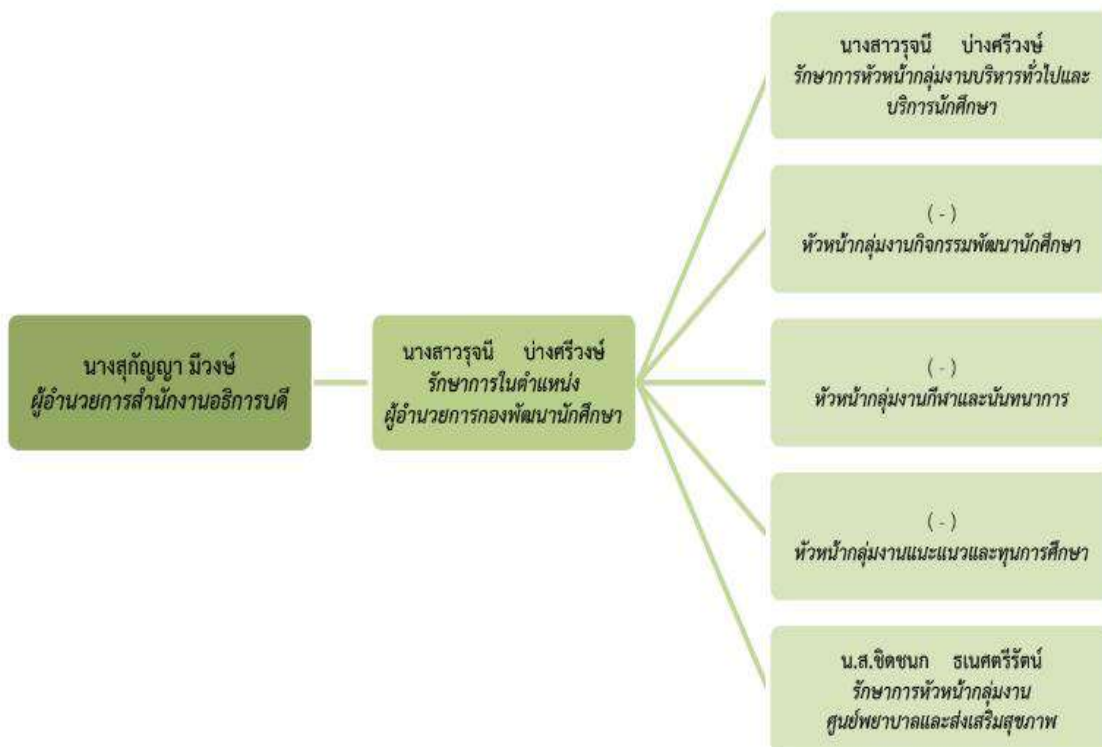 นางสุกัญญา มีวงษ์
ผู้อำนวยการสำนักงานอธิการบดี
นางสาวรุจนี บ่างศรีวงษ์
รักษาการในตำแหน่ง
ผู้อำนวยการกองพัฒนานักศึกษา
นางสาวรุจนี บ่างศรีวงษ์
รักษาการหัวหน้ากลุ่มงานบริหารทั่วไปและ
บริการนักศึกษา
( - )
หัวหน้ากลุ่มงานกิจกรรมพัฒนานักศึกษา
( - )
หัวหน้ากลุ่มงานกีฬาและนันทนาการ
( - )
หัวหน้ากลุ่มงานแนะแนวและทุนการศึกษา
น.ส.ชิดชนก ธเนศตรีรัตน์
รักษาการหัวหน้ากลุ่มงาน
ศูนย์พยาบาลและส่งเสริมสุขภาพ